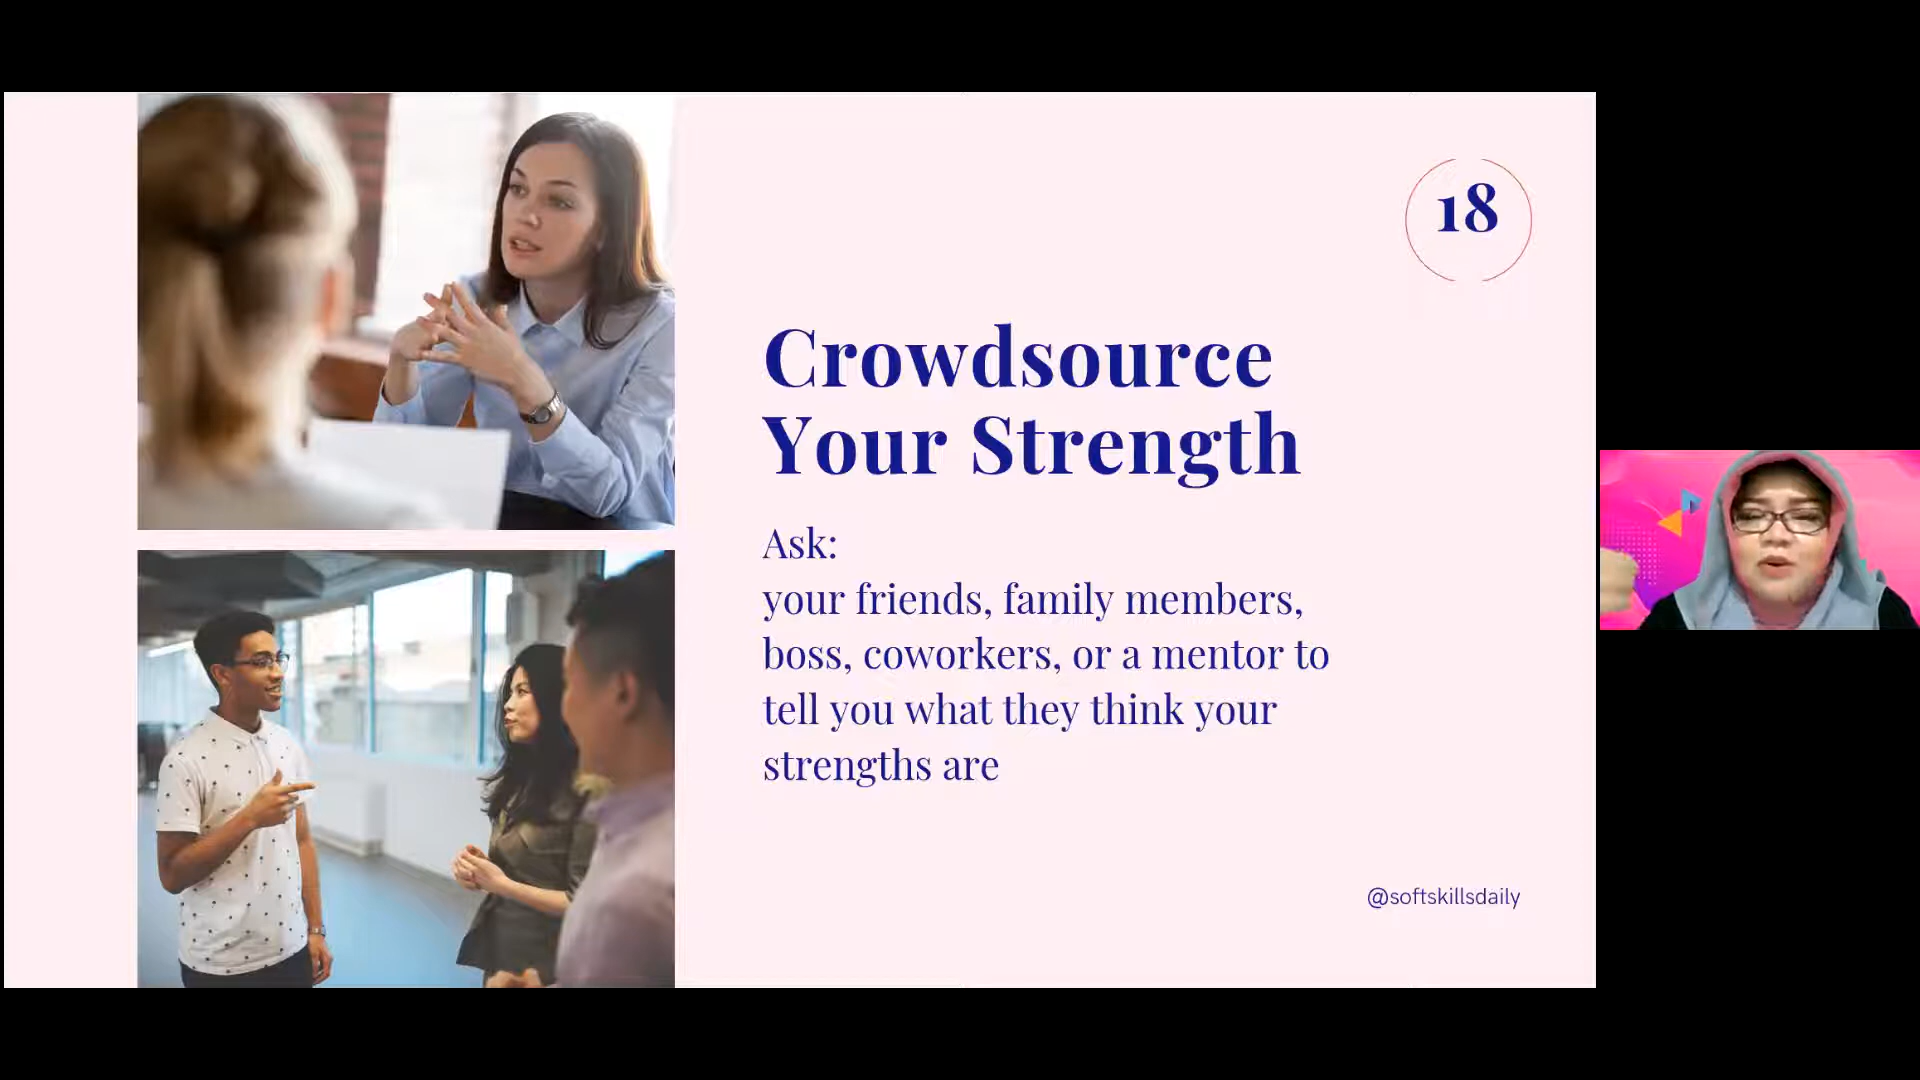 18
Crowdsource
Your Strength
Ask:
your friends, family members,
boss, coworkers, or a mentor to
tell you what they think your
strengths are
@softskillsdaily